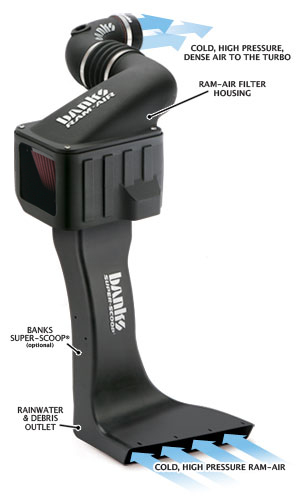 COLD, HIGH PRESSURE,
DENSE AIR TO THE TURBO
RAM-AIR FILTER
HOUSING
banks
RAM-AIR
banks
SUPER-SCOOP
BANKS
SUPER-SCOOP®
(optional)
RAINWATER
& DEBRIS
OUTLET
COLD, HIGH PRESSURE RAM-AIR